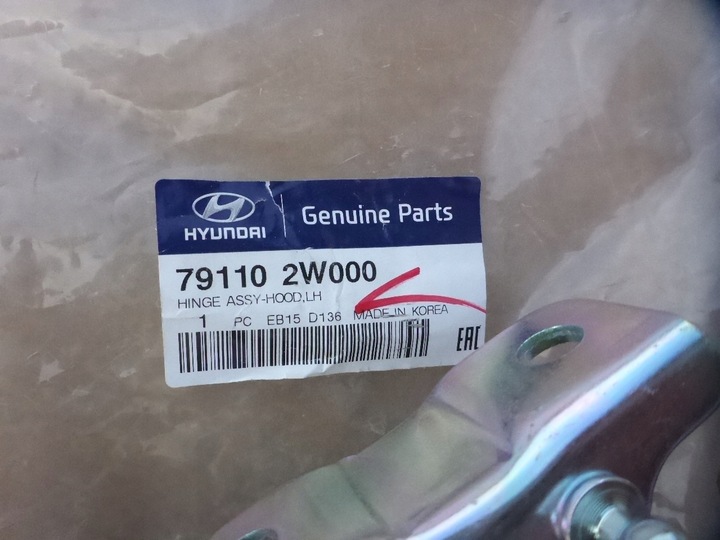 HYUNDAI
Genuine Parts
79110 2W000
HINGE ASSY-HOOD,LH
1 PC EB15 D136 MADE IN KOREA
EAC